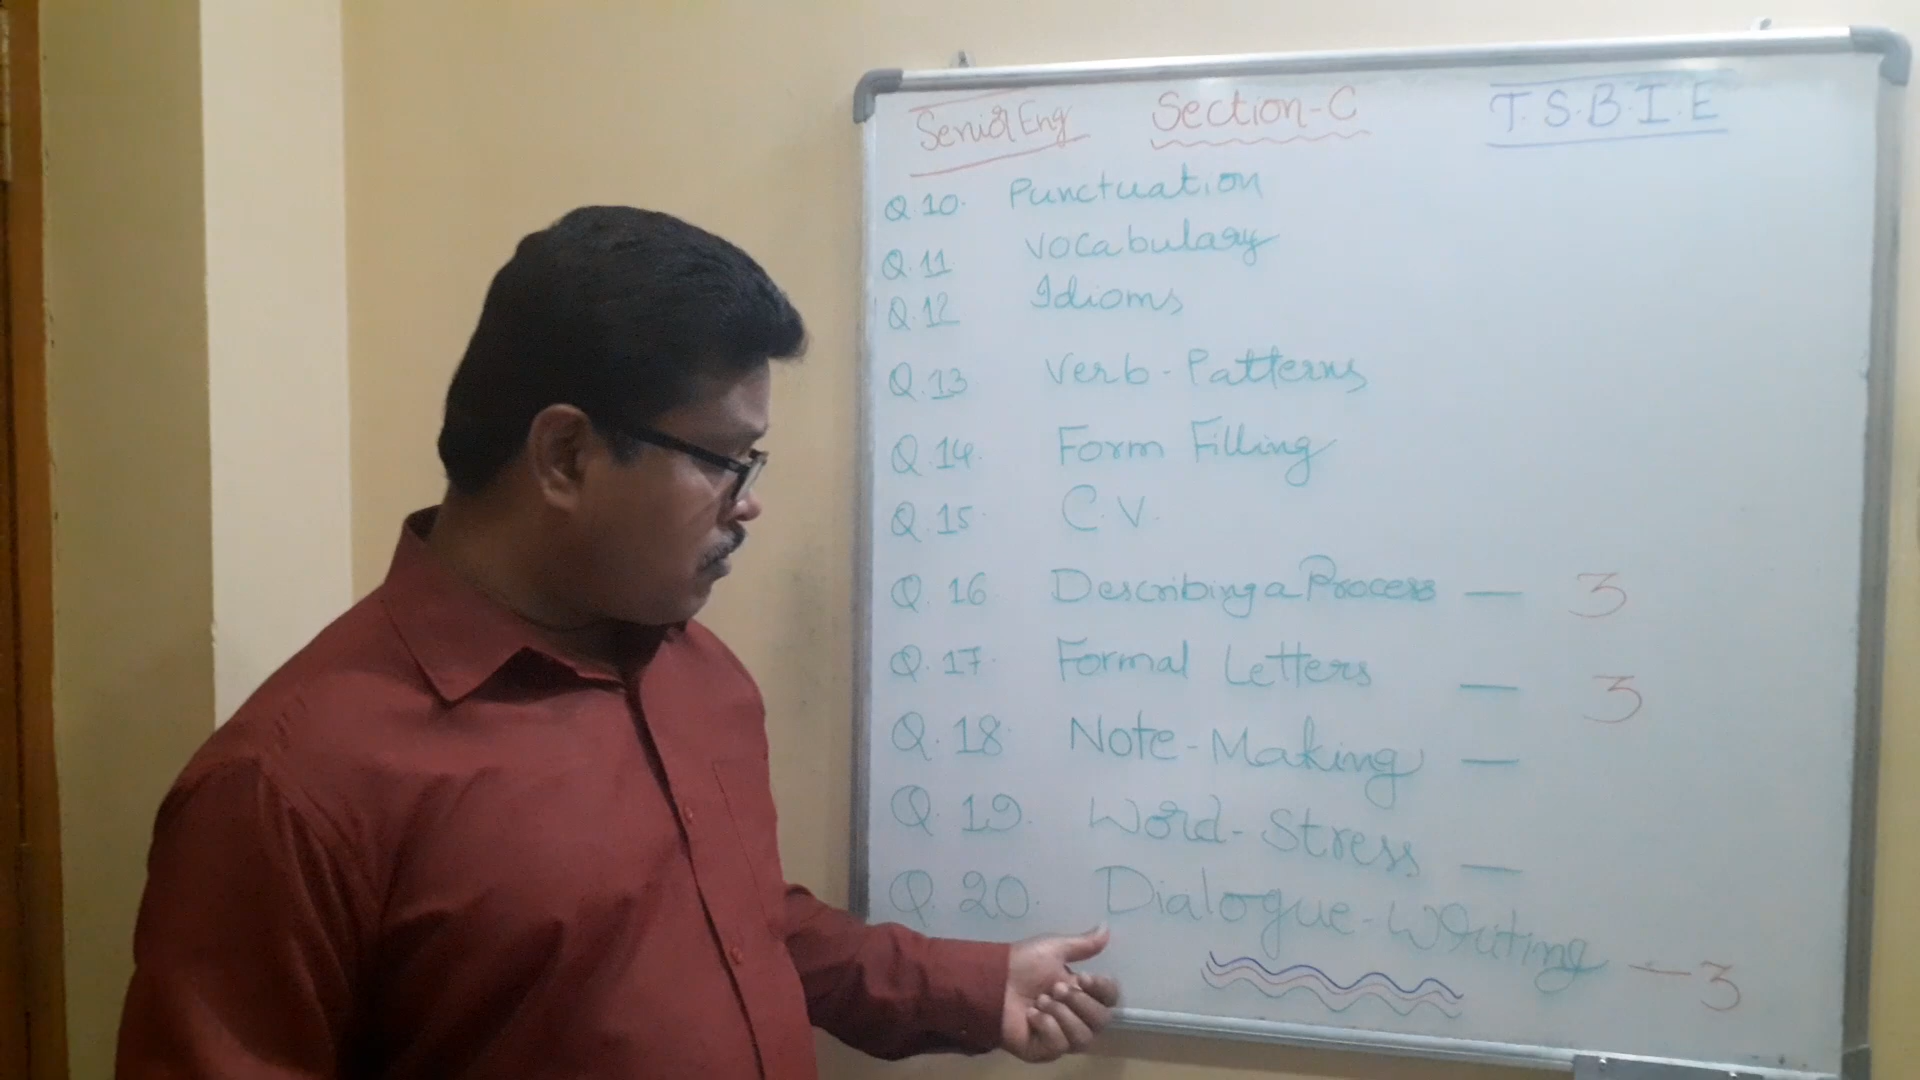 Senior Eng Section-C T.S.B.I.E
Q.10. Punctuation
Q.11 Vocabulary
Q.12 Idioms
Q.13 Verb-Patterns
Q.14. Form Filling
Q.15. C.V.
Q.16 Describing a Process — 3
Q.17. Formal Letters — 3
Q.18. Note-Making —
Q.19. Word-Stress —
Q.20. Dialogue-Writing — 3